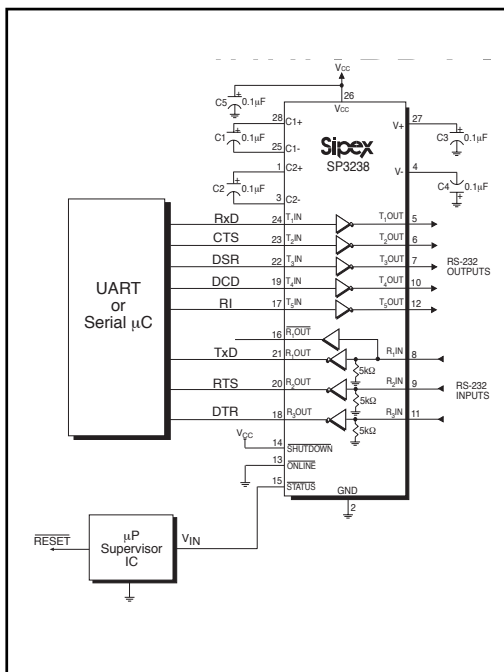 VCC
26
VCC
C5
+
0.1µF
28
C1+
C1
+
0.1µF
25
C1-
1
C2+
C2
+
0.1µF
3
C2-
Sipex
SP3238
V+
27
C3
+
0.1µF
V-
4
C4
+
0.1µF
UART
or
Serial µC
RxD 24 T1IN T1OUT 5
CTS 23 T2IN T2OUT 6
DSR 22 T3IN T3OUT 7
DCD 19 T4IN T4OUT 10
RI 17 T5IN T5OUT 12
RS-232
OUTPUTS
16 R1OUT
TxD 21 R1OUT R1IN 8
5kΩ
RTS 20 R2OUT R2IN 9
5kΩ
DTR 18 R3OUT R3IN 11
5kΩ
RS-232
INPUTS
VCC
14
SHUTDOWN
13
ONLINE
15
STATUS
GND
2
RESET
µP
Supervisor
IC
VIN